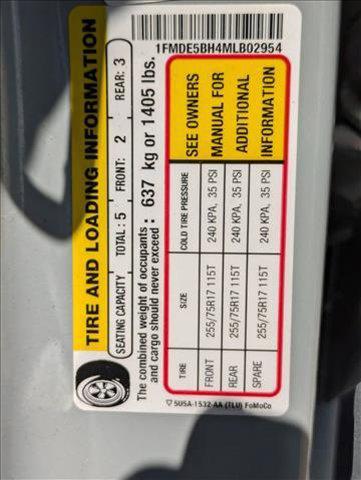 1FMDE5BH4MLB02954
TIRE AND LOADING INFORMATION
SEATING CAPACITY TOTAL: 5 FRONT: 2 REAR: 3
The combined weight of occupants and cargo should never exceed: 637 kg or 1405 lbs.
TIRE SIZE COLD TIRE PRESSURE
FRONT 255/75R17 115T 240 KPA, 35 PSI
REAR 255/75R17 115T 240 KPA, 35 PSI
SPARE 255/75R17 115T 240 KPA, 35 PSI
SEE OWNERS
MANUAL FOR
ADDITIONAL
INFORMATION
5U5A-1532-AA (TLU) FoMoCo